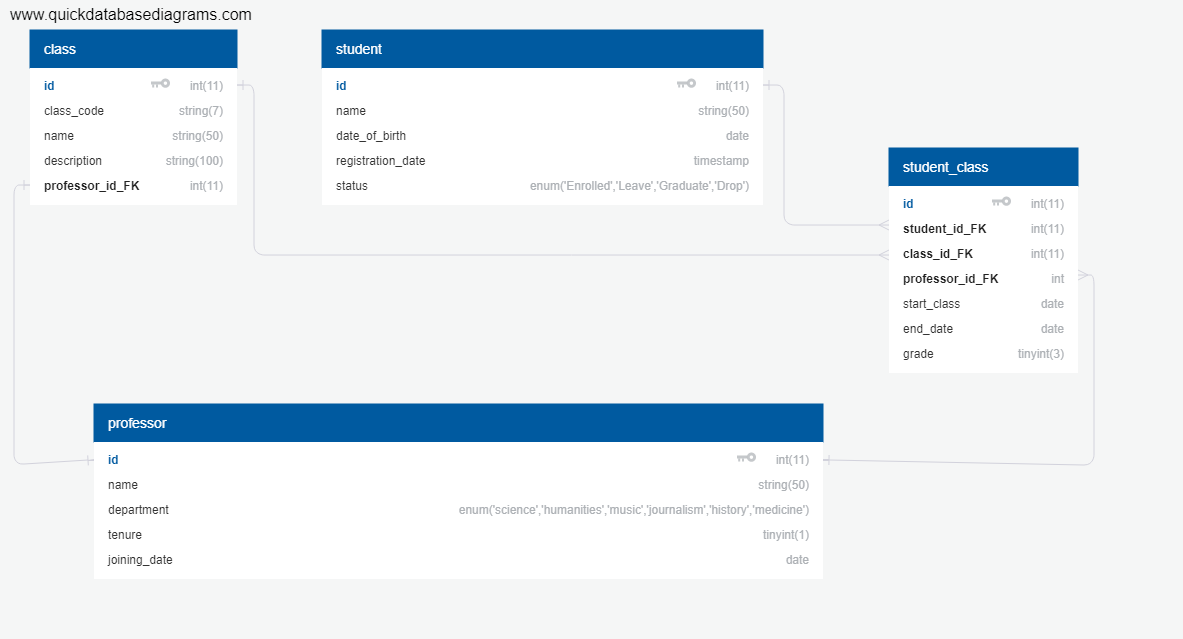 www.quickdatabasediagrams.com
class
id int(11)
class_code string(7)
name string(50)
description string(100)
professor_id_FK int(11)
student
id int(11)
name string(50)
date_of_birth date
registration_date timestamp
status enum('Enrolled','Leave','Graduate','Drop')
student_class
id int(11)
student_id_FK int(11)
class_id_FK int(11)
professor_id_FK int
start_class date
end_date date
grade tinyint(3)
professor
id int(11)
name string(50)
department enum('science','humanities','music','journalism','history','medicine')
tenure tinyint(1)
joining_date date